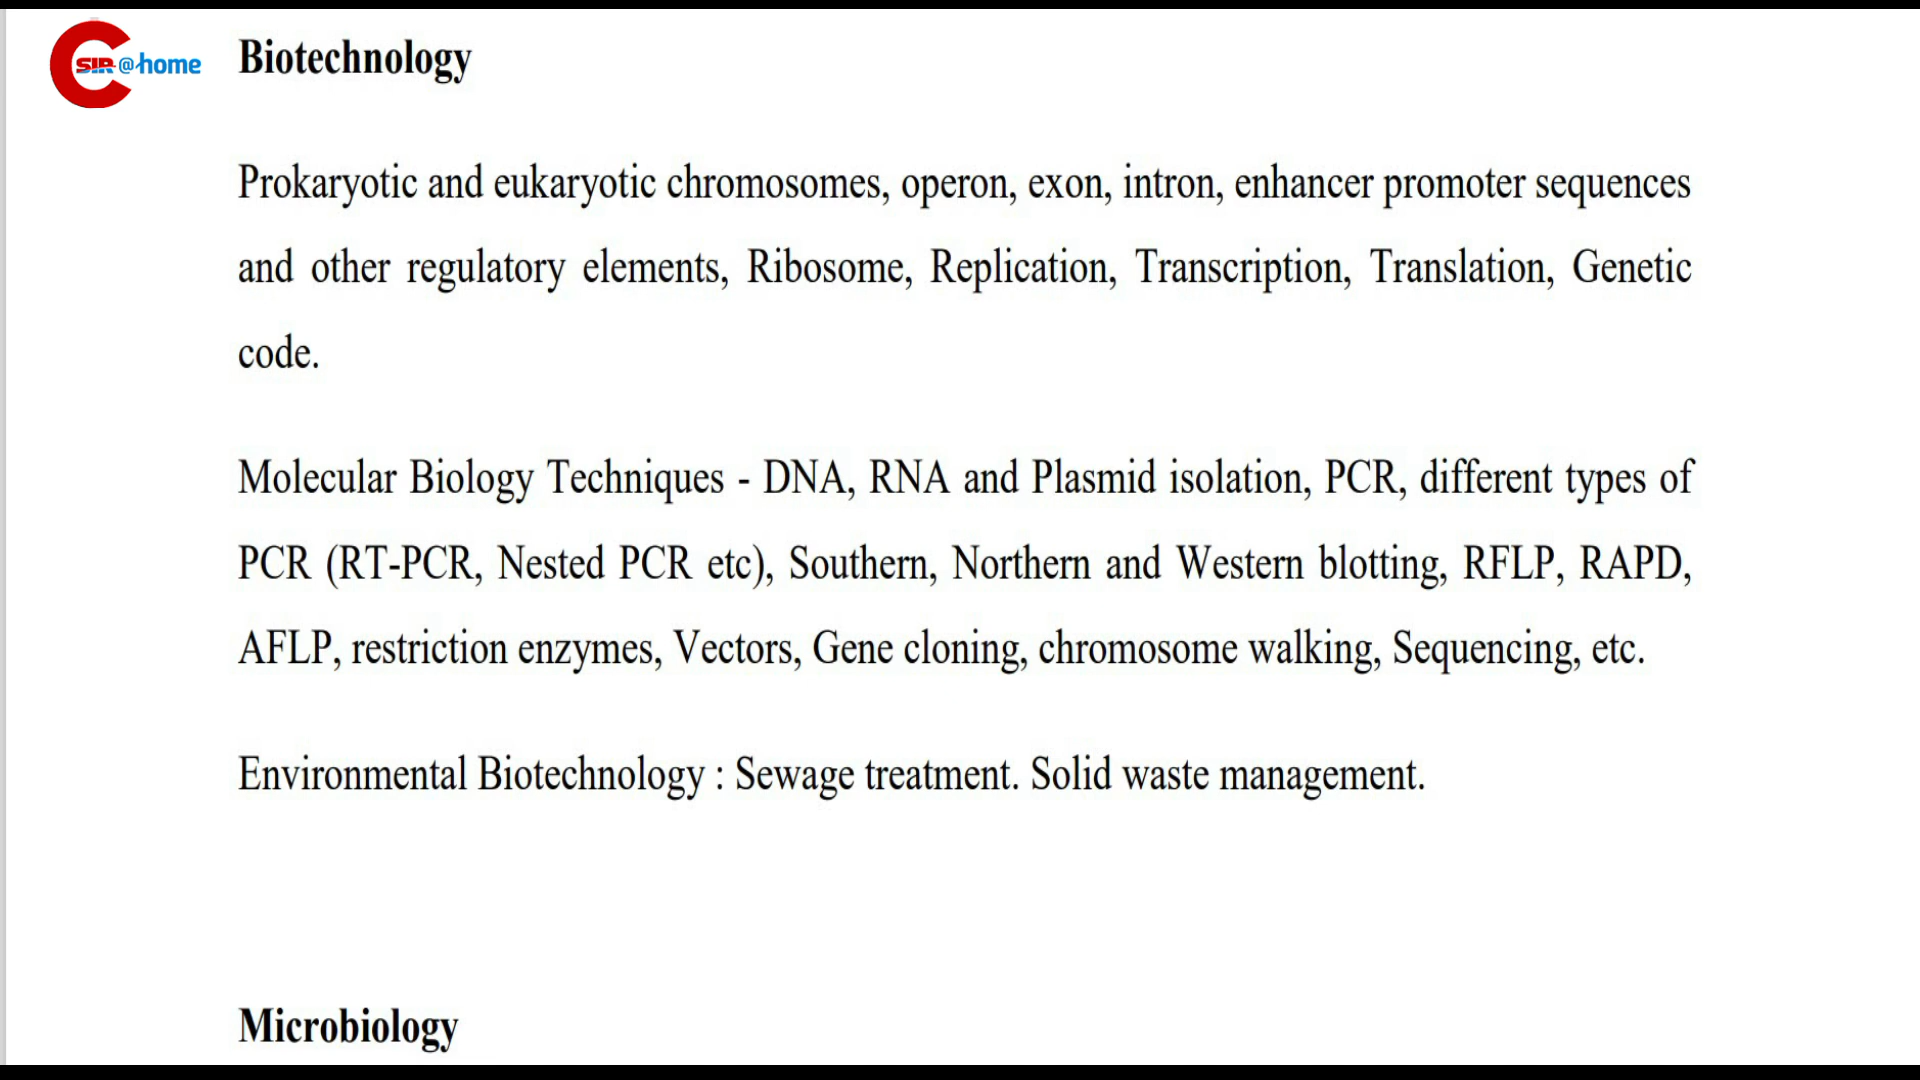 CSIR@home
Biotechnology
Prokaryotic and eukaryotic chromosomes, operon, exon, intron, enhancer promoter sequences
and other regulatory elements, Ribosome, Replication, Transcription, Translation, Genetic
code.
Molecular Biology Techniques - DNA, RNA and Plasmid isolation, PCR, different types of
PCR (RT-PCR, Nested PCR etc), Southern, Northern and Western blotting, RFLP, RAPD,
AFLP, restriction enzymes, Vectors, Gene cloning, chromosome walking, Sequencing, etc.
Environmental Biotechnology : Sewage treatment. Solid waste management.
Microbiology